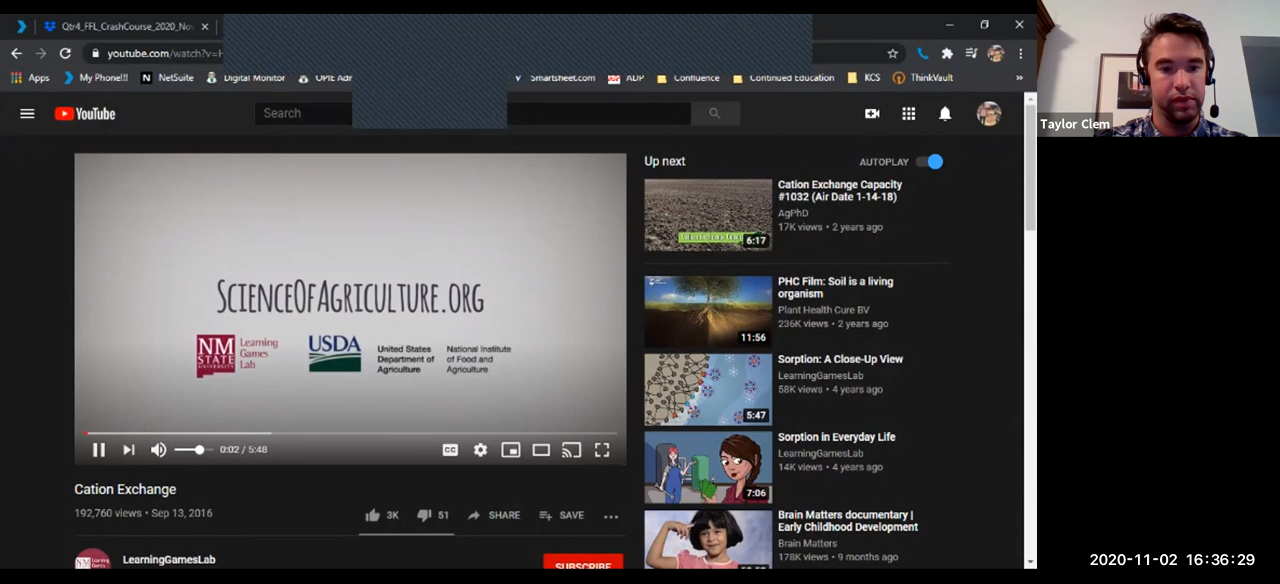 Qtr4_FFL_CrashCourse_2020_Nov
youtube.com/watch?v=H
Apps My Phone!!! NetSuite Digital Monitor OPIE Adm Smartsheet.com ADP Confluence Continued Education KCS ThinkVault »
YouTube
Search
Taylor Clem
SCIENCEOFAGRICULTURE.ORG
NM
STATE
UNIVERSITY
Learning
Games
Lab
USDA
United States
Department of
Agriculture
National Institute
of Food and
Agriculture
0:02 / 5:48
CC
Cation Exchange
192,760 views • Sep 13, 2016
3K 51 SHARE SAVE
LearningGamesLab
SUBSCRIBE
Up next AUTOPLAY
Cation Exchange Capacity
#1032 (Air Date 1-14-18)
AgPhD
17K views • 2 years ago
6:17
PHC Film: Soil is a living
organism
Plant Health Cure BV
236K views • 2 years ago
11:56
Sorption: A Close-Up View
LearningGamesLab
58K views • 4 years ago
5:47
Sorption in Everyday Life
LearningGamesLab
14K views • 4 years ago
7:06
Brain Matters documentary |
Early Childhood Development
Brain Matters
178K views • 9 months ago
2020-11-02 16:36:29